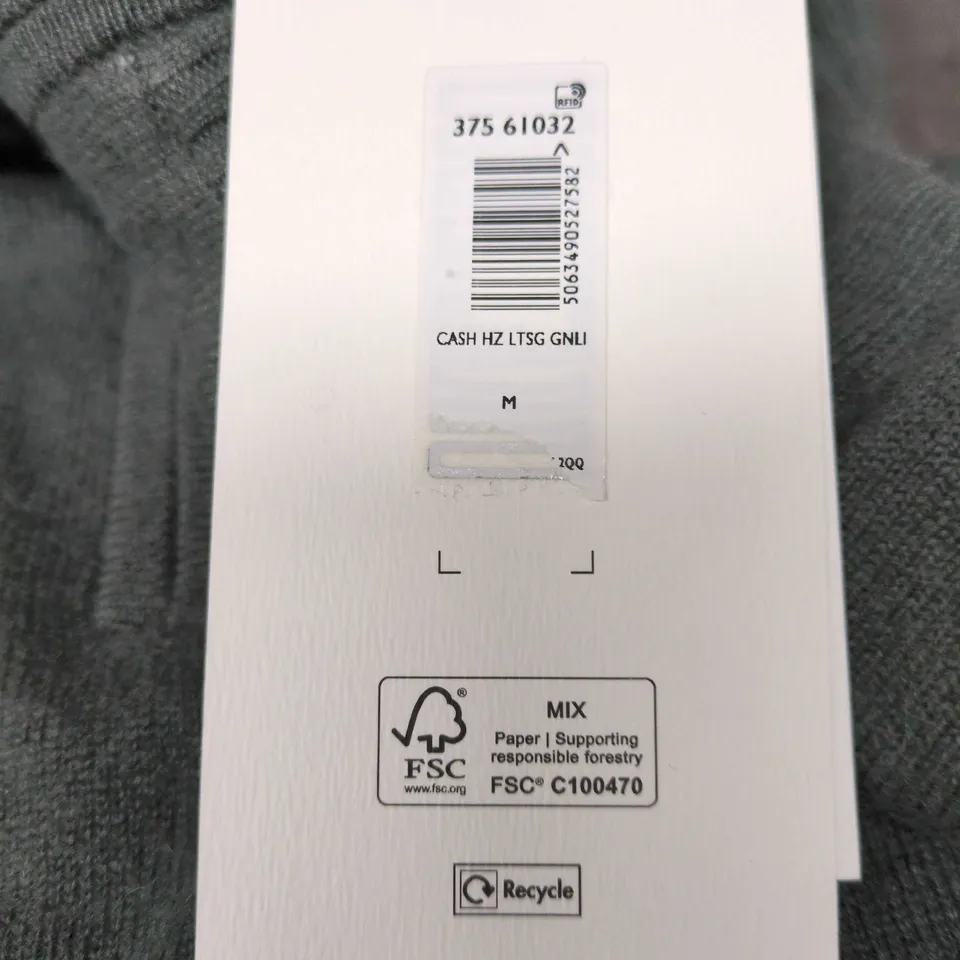 RFID
375 61032
5063490527582 >
CASH HZ LTSG GNLI
M
2QQ
FSC®
www.fsc.org
MIX
Paper | Supporting
responsible forestry
FSC® C100470
Recycle